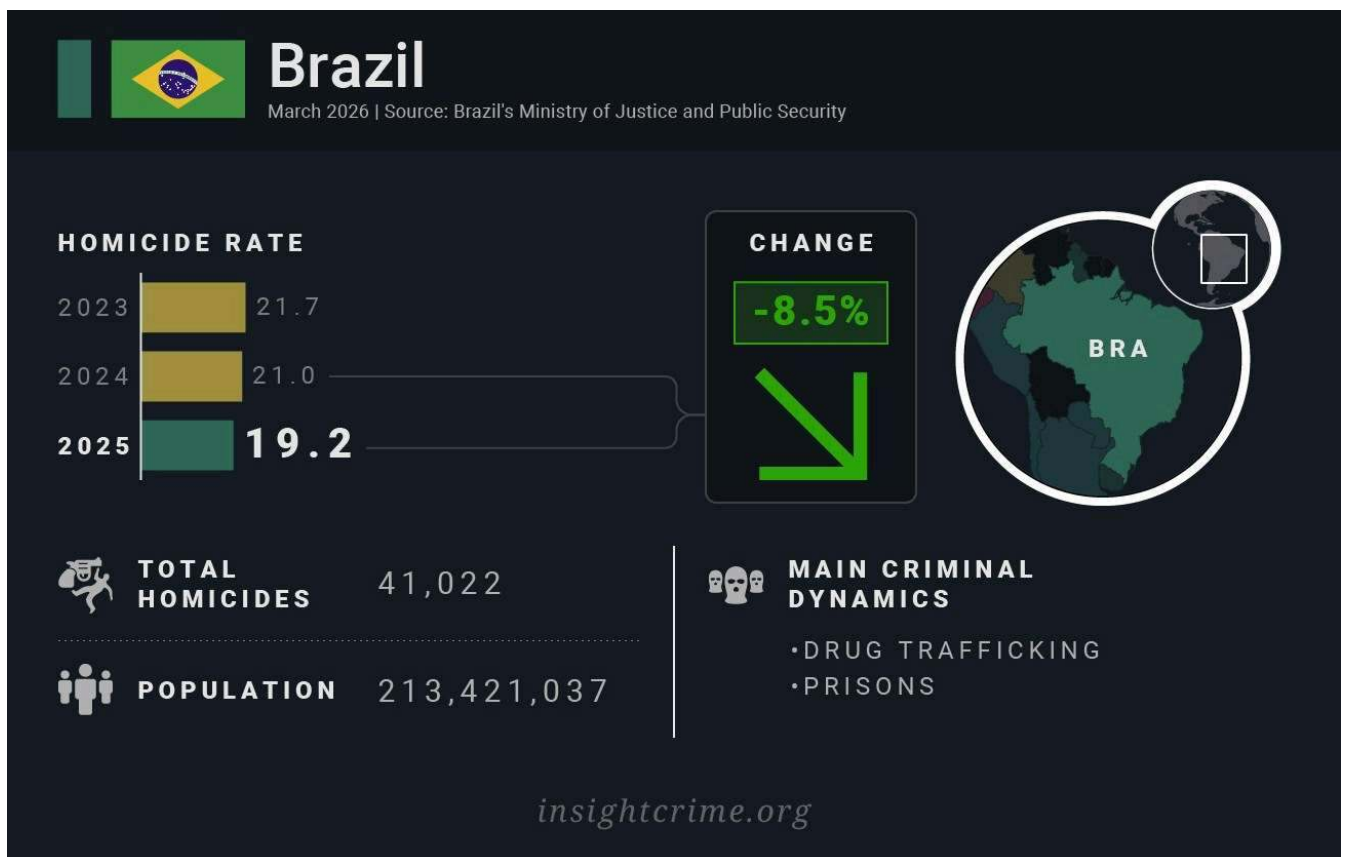 Brazil
March 2026 | Source: Brazil's Ministry of Justice and Public Security
HOMICIDE RATE
2023 21.7
2024 21.0
2025 19.2
CHANGE
-8.5%
BRA
TOTAL
HOMICIDES
41,022
POPULATION 213,421,037
MAIN CRIMINAL
DYNAMICS
•DRUG TRAFFICKING
•PRISONS
insightcrime.org